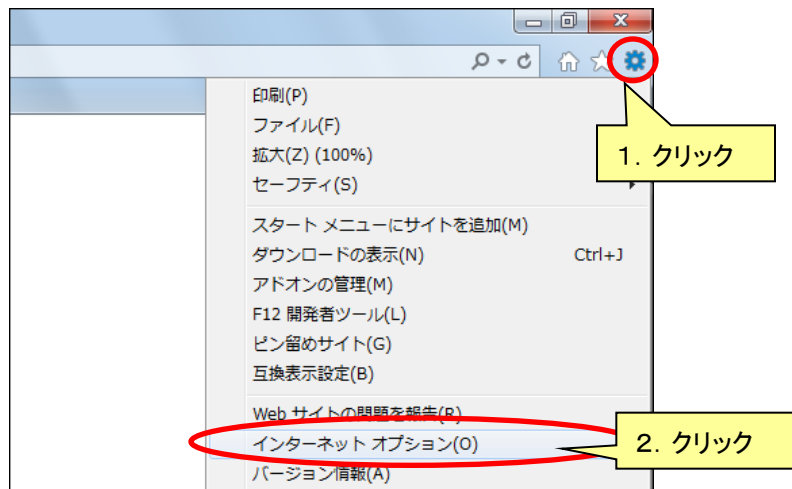 印刷(P)
ファイル(F)
拡大(Z) (100%)
1. クリック
セーフティ(S)
スタート メニューにサイトを追加(M)
ダウンロードの表示(N) Ctrl+J
アドオンの管理(M)
F12 開発者ツール(L)
ピン留めサイト(G)
互換表示設定(B)
Web サイトの問題を報告(R)
インターネット オプション(O)
2. クリック
バージョン情報(A)